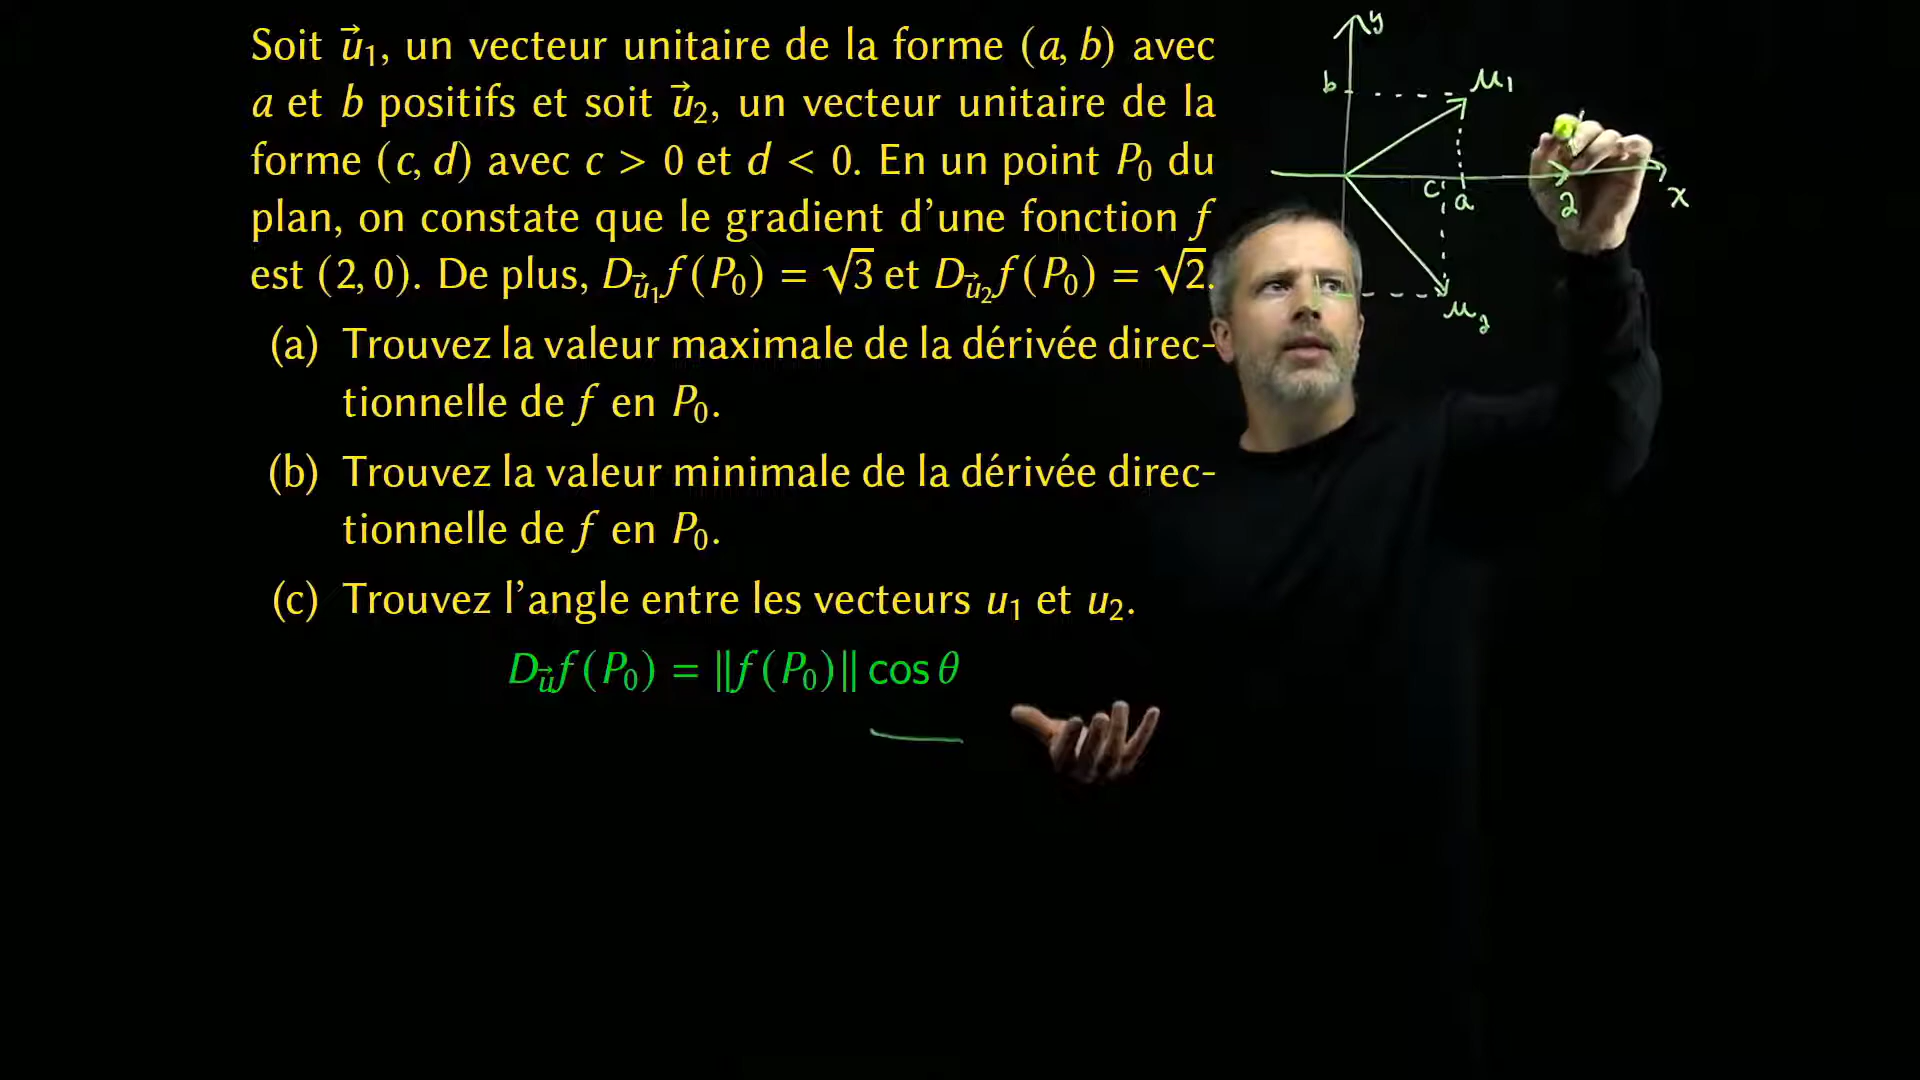 Soit u⃗₁, un vecteur unitaire de la forme (a, b) avec
a et b positifs et soit u⃗₂, un vecteur unitaire de la
forme (c, d) avec c > 0 et d < 0. En un point P₀ du
plan, on constate que le gradient d'une fonction f
est (2, 0). De plus, D_u⃗₁ f(P₀) = √3 et D_u⃗₂ f(P₀) = √2.
(a) Trouvez la valeur maximale de la dérivée direc-
tionnelle de f en P₀.
(b) Trouvez la valeur minimale de la dérivée direc-
tionnelle de f en P₀.
(c) Trouvez l'angle entre les vecteurs u₁ et u₂.
D_u⃗ f(P₀) = ||f(P₀)|| cos θ
y
b
u₁
c
a
2
x
u₂